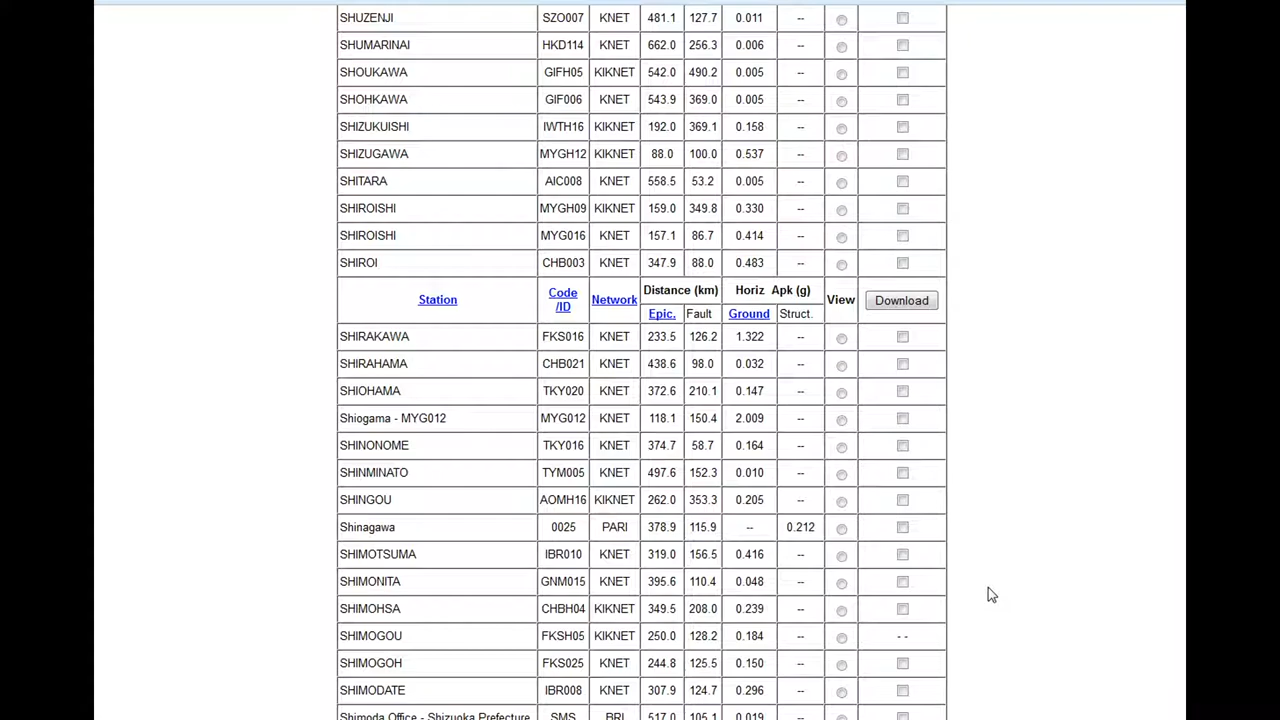 SHUZENJI SZO007 KNET 481.1 127.7 0.011 --
SHUMARINAI HKD114 KNET 662.0 256.3 0.006 --
SHOUKAWA GIFH05 KIKNET 542.0 490.2 0.005 --
SHOHKAWA GIF006 KNET 543.9 369.0 0.005 --
SHIZUKUISHI IWTH16 KIKNET 192.0 369.1 0.158 --
SHIZUGAWA MYGH12 KIKNET 88.0 100.0 0.537 --
SHITARA AIC008 KNET 558.5 53.2 0.005 --
SHIROISHI MYGH09 KIKNET 159.0 349.8 0.330 --
SHIROISHI MYG016 KNET 157.1 86.7 0.414 --
SHIROI CHB003 KNET 347.9 88.0 0.483 --
Station Code /ID Network Distance (km) Horiz Apk (g) View Download
Epic. Fault Ground Struct.
SHIRAKAWA FKS016 KNET 233.5 126.2 1.322 --
SHIRAHAMA CHB021 KNET 438.6 98.0 0.032 --
SHIOHAMA TKY020 KNET 372.6 210.1 0.147 --
Shiogama - MYG012 MYG012 KNET 118.1 150.4 2.009 --
SHINONOME TKY016 KNET 374.7 58.7 0.164 --
SHINMINATO TYM005 KNET 497.6 152.3 0.010 --
SHINGOU AOMH16 KIKNET 262.0 353.3 0.205 --
Shinagawa 0025 PARI 378.9 115.9 -- 0.212
SHIMOTSUMA IBR010 KNET 319.0 156.5 0.416 --
SHIMONITA GNM015 KNET 395.6 110.4 0.048 --
SHIMOHSA CHBH04 KIKNET 349.5 208.0 0.239 --
SHIMOGOU FKSH05 KIKNET 250.0 128.2 0.184 -- - -
SHIMOGOH FKS025 KNET 244.8 125.5 0.150 --
SHIMODATE IBR008 KNET 307.9 124.7 0.296 --
Shimoda Office - Shizuoka Prefecture SMS BRI 517.0 105.1 0.019 --